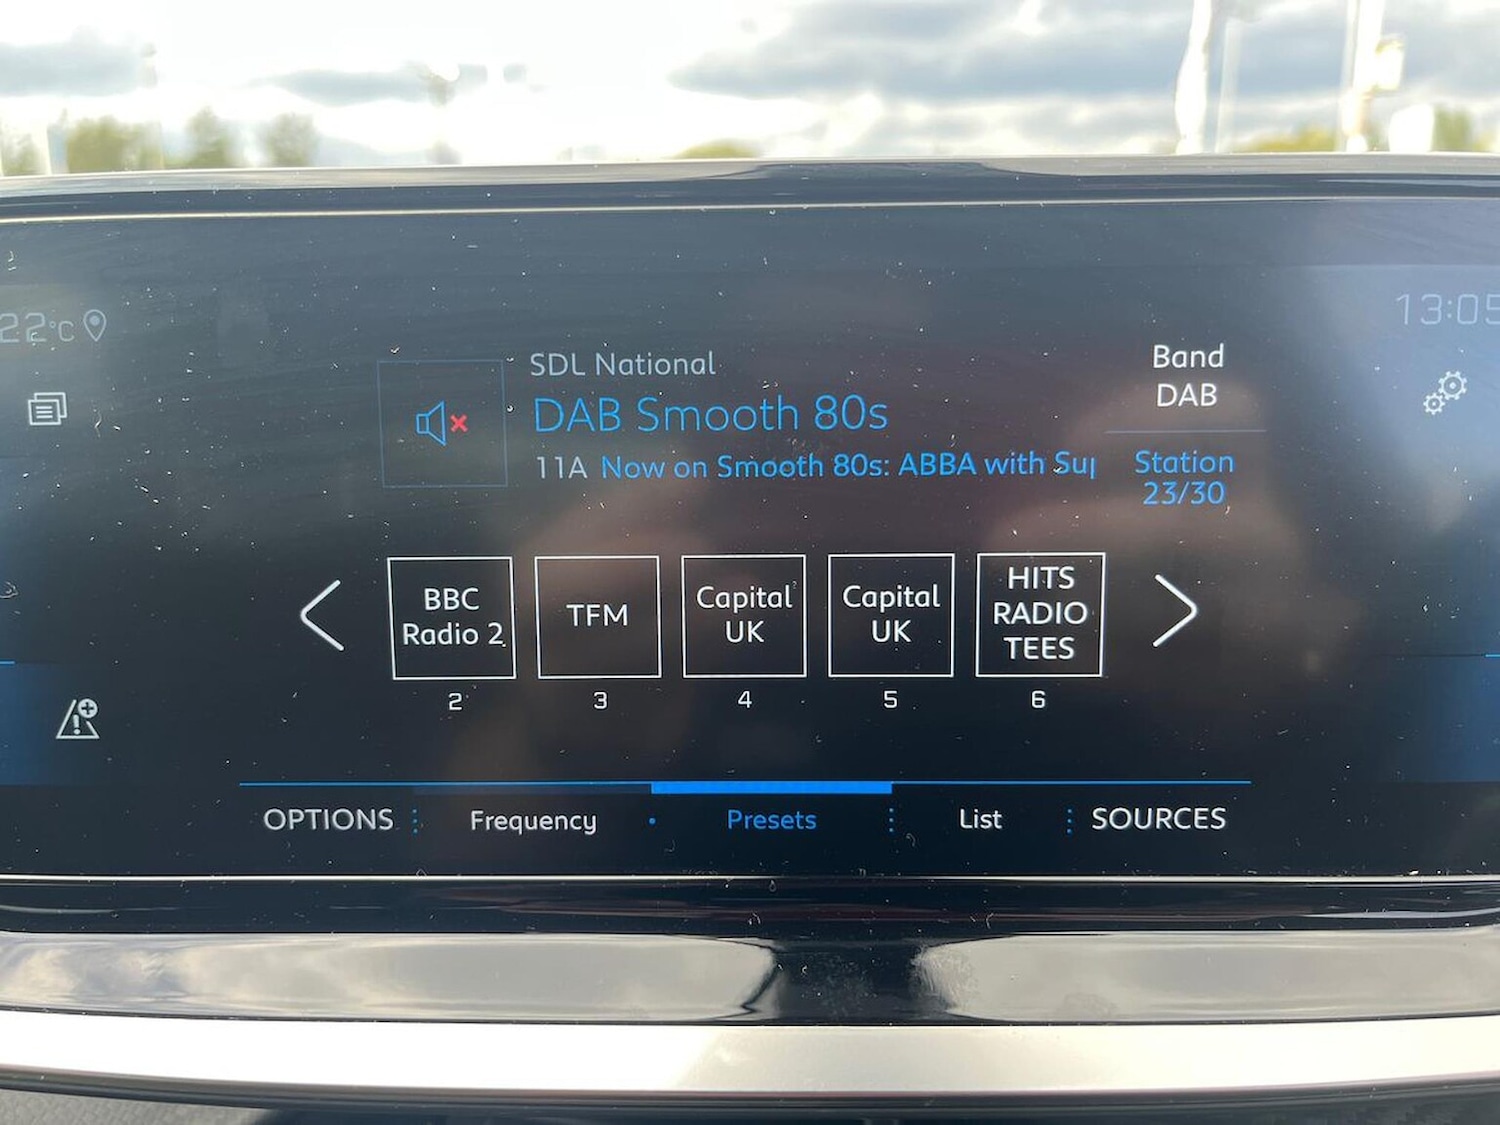 22°C
13:05
SDL National
DAB Smooth 80s
11A Now on Smooth 80s: ABBA with
Band
DAB
Station
23/30
BBC
Radio 2
2
TFM
3
Capital
UK
4
Capital
UK
5
HITS
RADIO
TEES
6
OPTIONS
Frequency
Presets
List
SOURCES